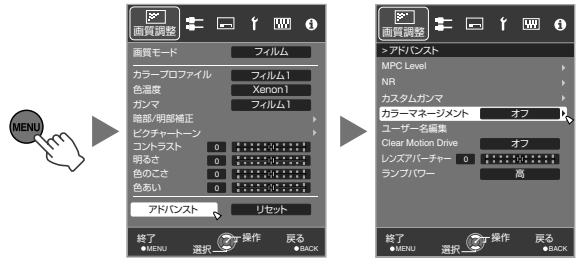 MENU
画質調整
画質モード フィルム
カラープロファイル フィルム1
色温度 Xenon1
ガンマ フィルム1
暗部/明部補正
ピクチャートーン
コントラスト 0
明るさ 0
色のこさ 0
色あい 0
アドバンスト リセット
終了 操作 戻る
●MENU 選択 ●BACK
画質調整
>アドバンスト
MPC Level
NR
カスタムガンマ
カラーマネージメント オフ
ユーザー名編集
Clear Motion Drive オフ
レンズアパーチャー 0
ランプパワー 高
終了 操作 戻る
●MENU 選択 ●BACK